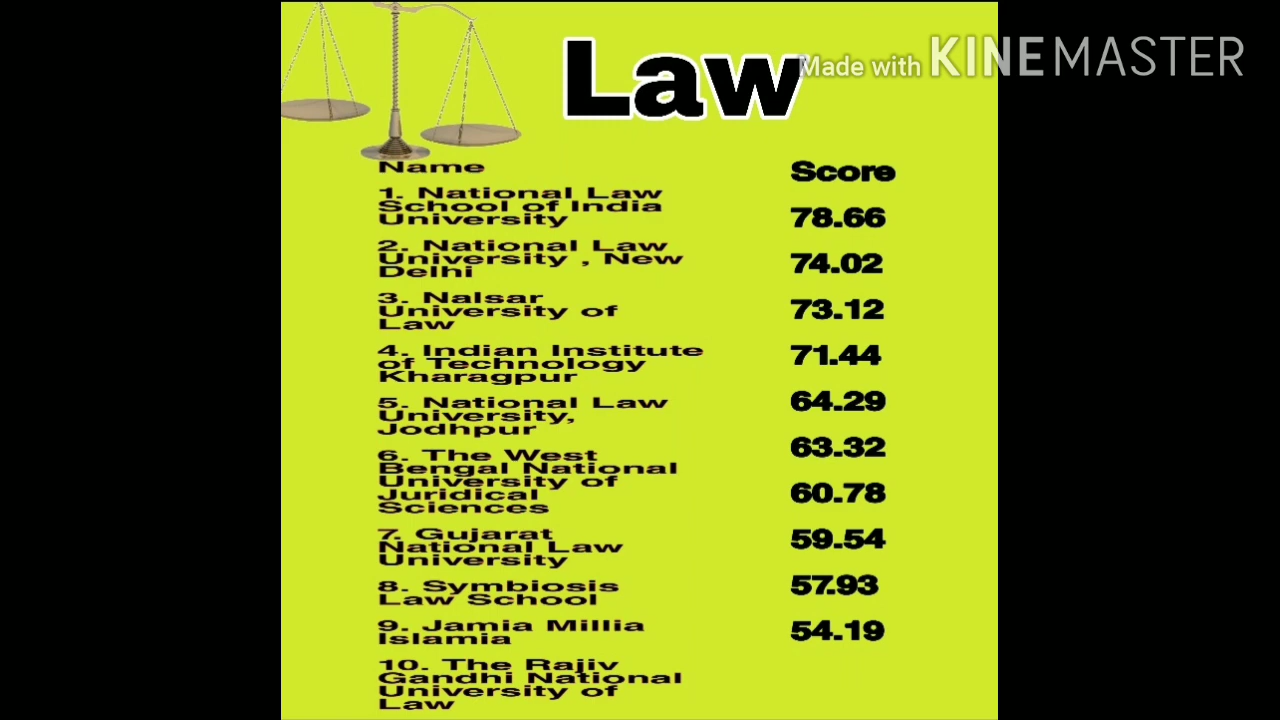 Law
Made with KINEMASTER
Name
1. National Law
School of India
University
2. National Law
University , New
Delhi
3. Nalsar
University of
Law
4. Indian Institute
of Technology
Kharagpur
5. National Law
University,
Jodhpur
6. The West
Bengal National
University of
Juridical
Sciences
7. Gujarat
National Law
University
8. Symbiosis
Law School
9. Jamia Millia
Islamia
10. The Rajiv
Gandhi National
University of
Law
Score
78.66
74.02
73.12
71.44
64.29
63.32
60.78
59.54
57.93
54.19